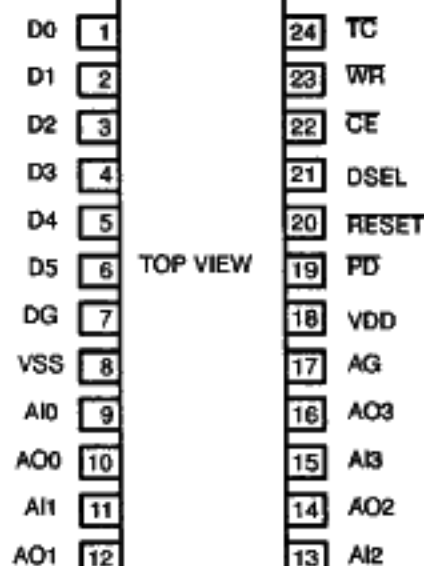 D0 1 24 TC
D1 2 23 WR
D2 3 22 CE
D3 4 21 DSEL
D4 5 20 RESET
D5 6 TOP VIEW 19 PD
DG 7 18 VDD
VSS 8 17 AG
AI0 9 16 AO3
AO0 10 15 AI3
AI1 11 14 AO2
AO1 12 13 AI2